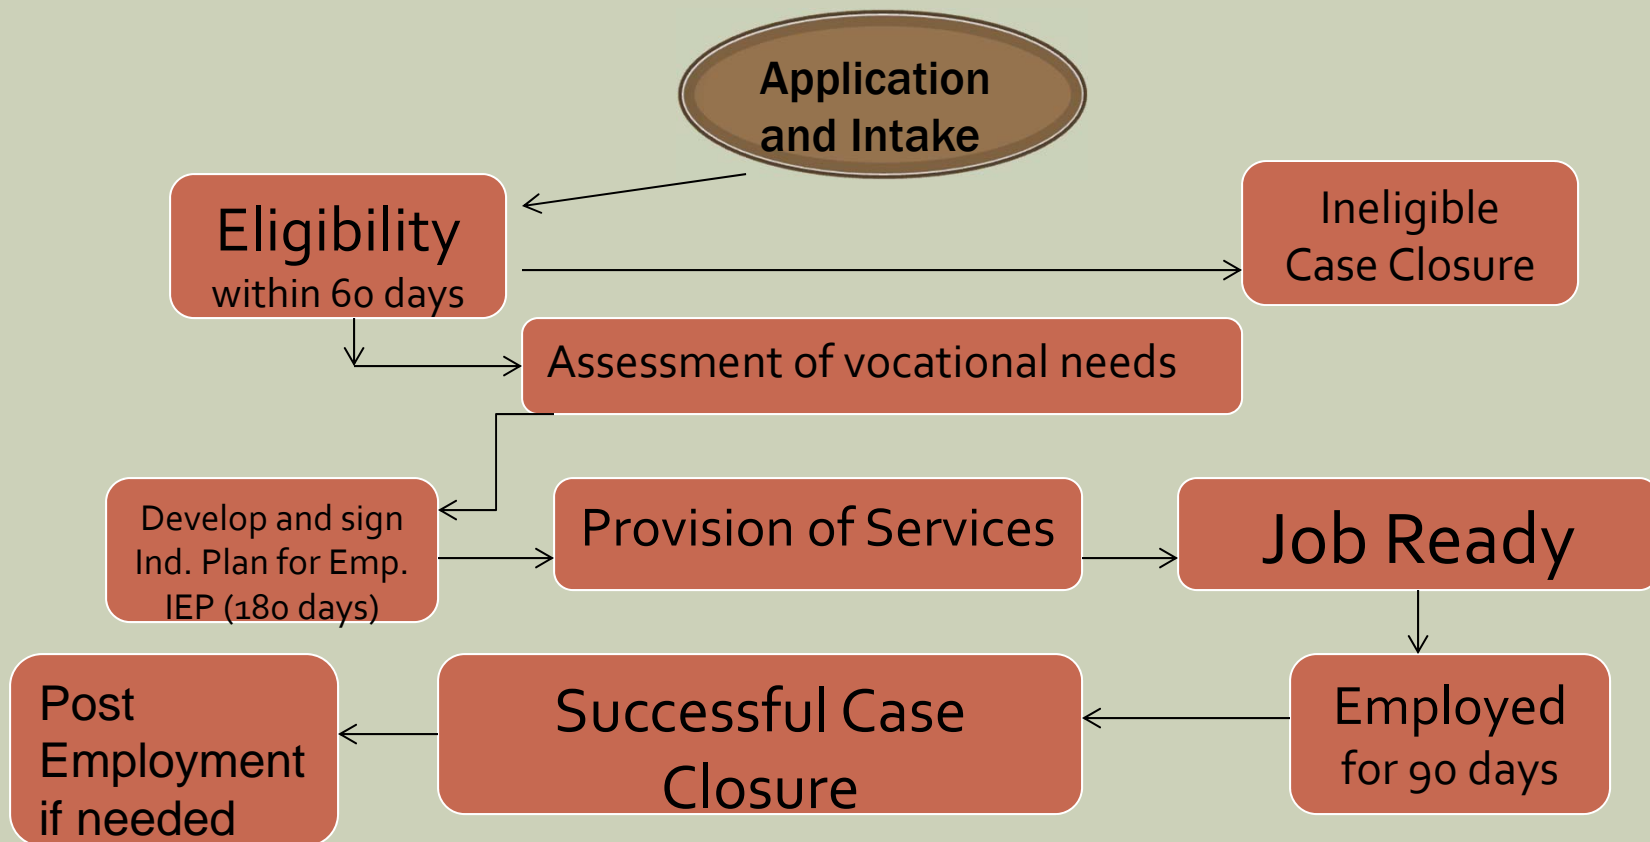 Application
and Intake
Eligibility
within 60 days
Ineligible
Case Closure
Assessment of vocational needs
Develop and sign
Ind. Plan for Emp.
IEP (180 days)
Provision of Services
Job Ready
Employed
for 90 days
Successful Case
Closure
Post
Employment
if needed